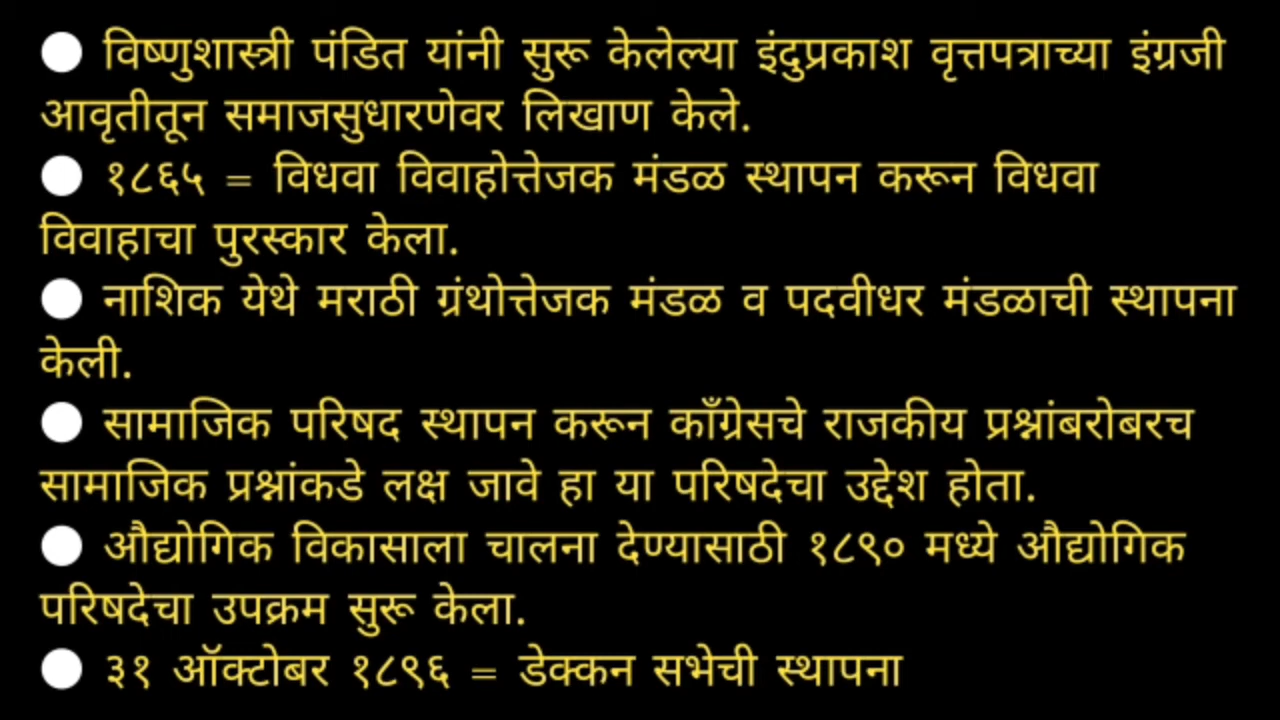 ● विष्णुशास्त्री पंडित यांनी सुरू केलेल्या इंदुप्रकाश वृत्तपत्राच्या इंग्रजी
आवृतीतून समाजसुधारणेवर लिखाण केले.
● १८६५ = विधवा विवाहोत्तेजक मंडळ स्थापन करून विधवा
विवाहाचा पुरस्कार केला.
● नाशिक येथे मराठी ग्रंथोत्तेजक मंडळ व पदवीधर मंडळाची स्थापना
केली.
● सामाजिक परिषद स्थापन करून काँग्रेसचे राजकीय प्रश्नांबरोबरच
सामाजिक प्रश्नांकडे लक्ष जावे हा या परिषदेचा उद्देश होता.
● औद्योगिक विकासाला चालना देण्यासाठी १८९० मध्ये औद्योगिक
परिषदेचा उपक्रम सुरू केला.
● ३१ ऑक्टोबर १८९६ = डेक्कन सभेची स्थापना